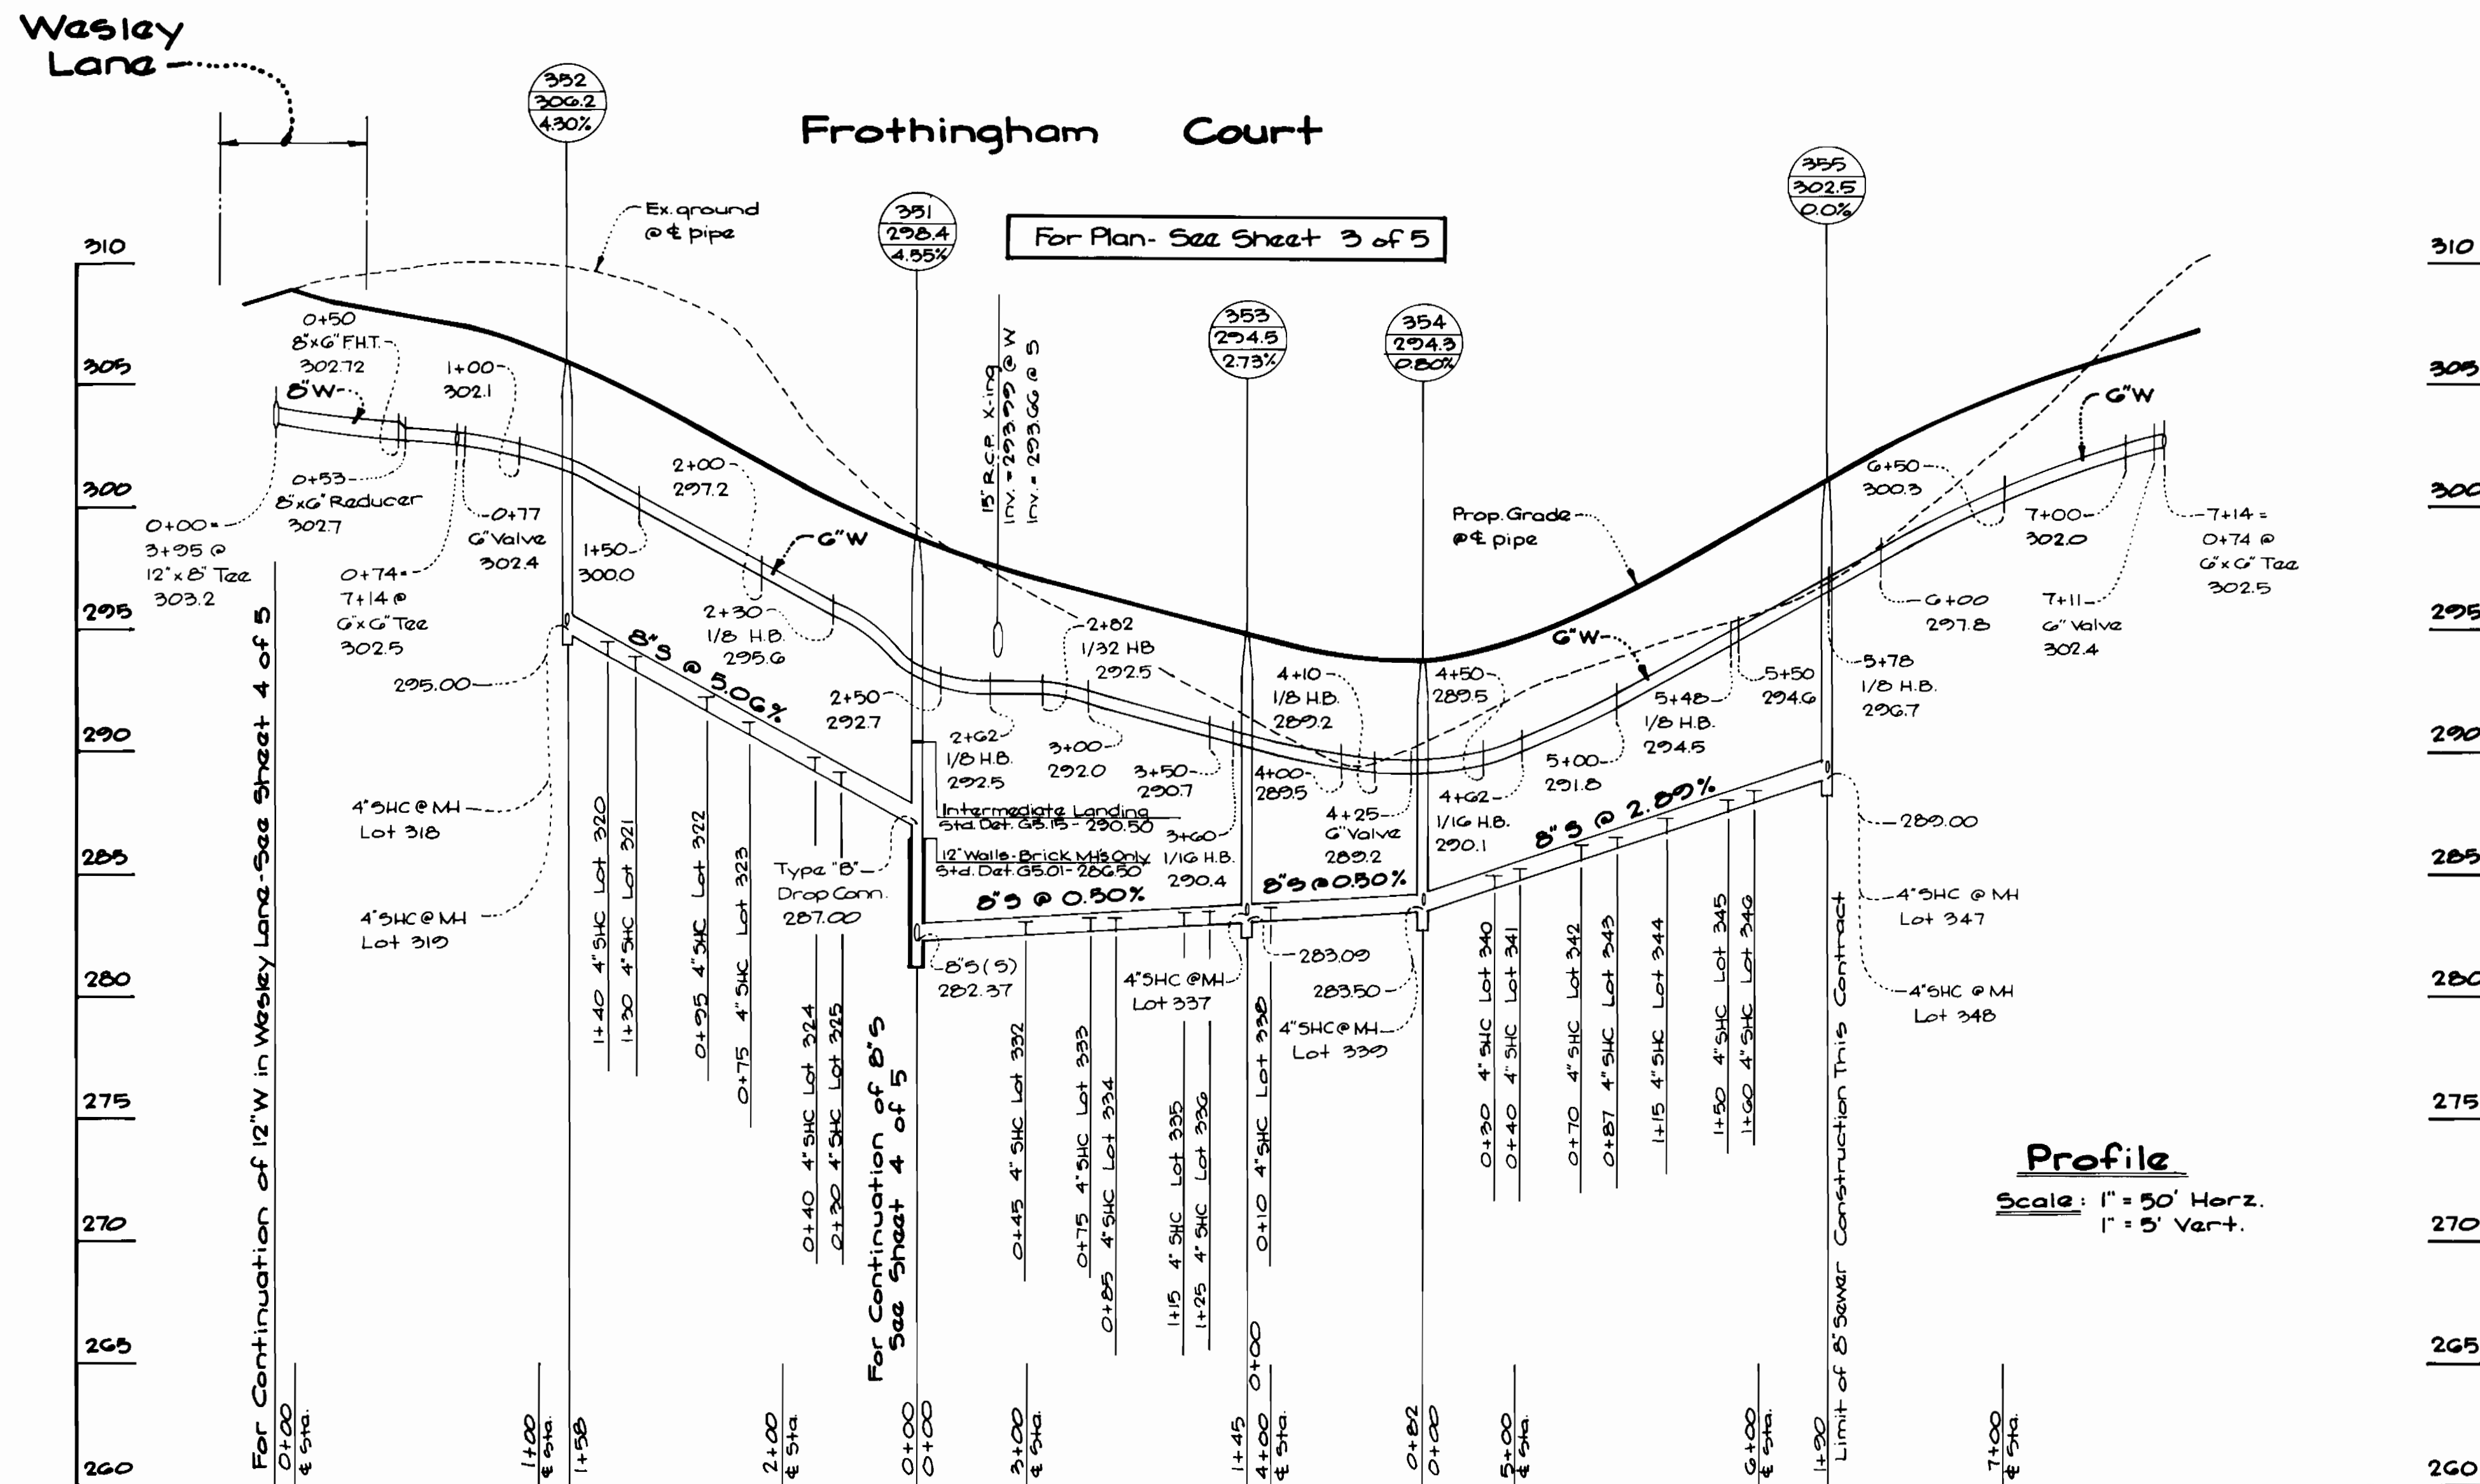 Wesley
Lane
Frothingham Court
352
306.2
4.30%
351
298.4
4.55%
353
294.5
2.73%
354
294.3
0.80%
355
302.5
0.0%
Ex. ground
@ ℄ pipe
For Plan- See Sheet 3 of 5
310
305
300
295
290
285
280
275
270
265
260
310
305
300
295
290
285
280
275
270
265
260
0+50
8"x6" F.H.T.
302.72
8"W
1+00
302.1
0+53
8"x6" Reducer
302.7
0+00=
3+95 @
12"x8" Tee
303.2
0+74=
7+14 @
6"x6" Tee
302.5
0+77
6" Valve
302.4
1+50
300.0
2+00
297.2
6"W
2+30
1/8 H.B.
295.6
2+50
292.7
15" R.C.P. X-ing
Inv. = 293.99 @ W
Inv. = 293.66 @ S
2+62
1/8 H.B.
292.5
2+82
1/32 HB
292.5
3+00
292.0
3+50
290.7
3+60
1/16 H.B.
290.4
4+00
289.5
4+10
1/8 H.B.
289.2
4+25
6" Valve
289.2
4+50
289.5
4+62
1/16 H.B.
290.1
5+00
291.8
Prop. Grade
@ ℄ pipe
6"W
5+48
1/8 H.B.
294.5
5+50
294.6
5+78
1/8 H.B.
296.7
6+00
297.8
6+50
300.3
6"W
7+00
302.0
7+11
6" Valve
302.4
7+14 =
0+74 @
6"x6" Tee
302.5
8"S @ 5.06%
295.00
4"SHC @ MH
Lot 318
4"SHC @ MH
Lot 319
1+40 4"SHC Lot 320
1+30 4"SHC Lot 321
0+95 4"SHC Lot 322
0+75 4"SHC Lot 323
0+40 4"SHC Lot 324
0+30 4"SHC Lot 325
Type "B"
Drop Conn.
287.00
Intermediate Landing
Std. Det. G5.15 - 290.50
12" Walls-Brick MH's Only
Std. Det. G5.01 - 286.50
8"S @ 0.50%
8"S (S)
282.37
0+45 4"SHC Lot 332
0+75 4"SHC Lot 333
0+85 4"SHC Lot 334
1+15 4"SHC Lot 335
1+25 4"SHC Lot 336
4"SHC @ MH
Lot 337
8"S @ 0.50%
283.09
283.50
0+10 4"SHC Lot 338
4"SHC @ MH
Lot 339
8"S @ 2.89%
0+30 4"SHC Lot 340
0+40 4"SHC Lot 341
0+70 4"SHC Lot 342
0+87 4"SHC Lot 343
1+15 4"SHC Lot 344
1+50 4"SHC Lot 345
1+60 4"SHC Lot 346
289.00
4"SHC @ MH
Lot 347
4"SHC @ MH
Lot 348
For Continuation of 12"W in Wesley Lane-See Sheet 4 of 5
For Continuation of 8"S
See Sheet 4 of 5
Limit of 8" Sewer Construction This Contract
Profile
Scale: 1" = 50' Horz.
1" = 5' Vert.
0+00
℄ Sta.
1+00
℄ Sta.
1+58
2+00
℄ Sta.
0+00
0+00
3+00
℄ Sta.
1+45
0+00
4+00
℄ Sta.
0+82
0+00
5+00
℄ Sta.
6+00
℄ Sta.
1+90
7+00
℄ Sta.